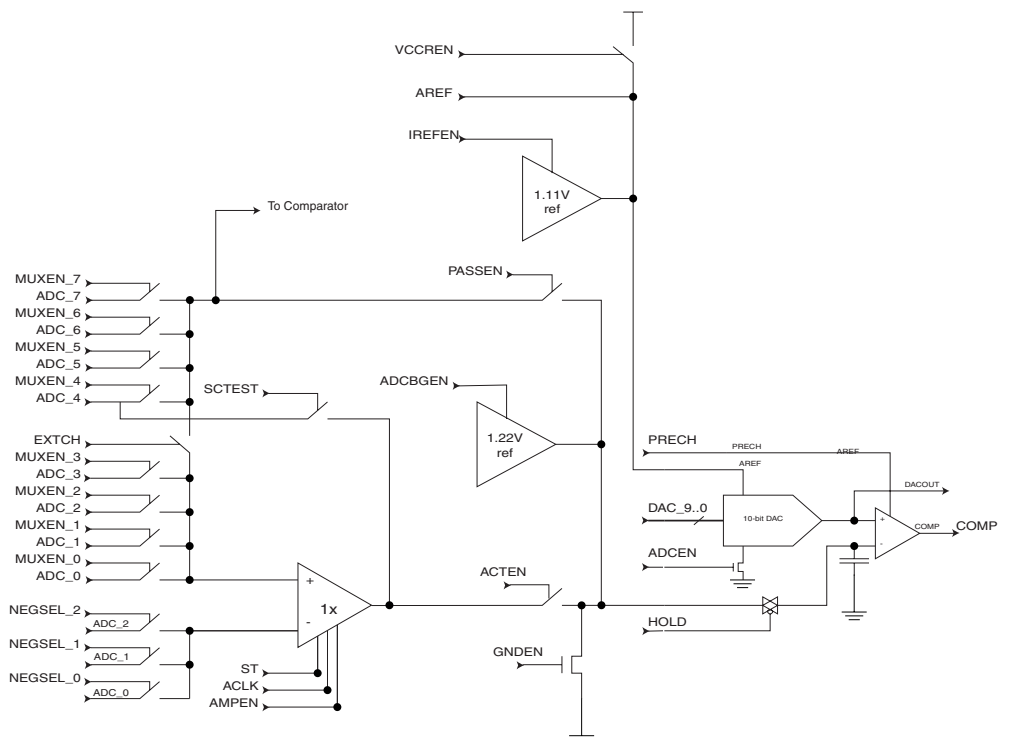 VCCREN
AREF
IREFEN
1.11V
ref
To Comparator
PASSEN
MUXEN_7
ADC_7
MUXEN_6
ADC_6
MUXEN_5
ADC_5
MUXEN_4
ADC_4
SCTEST
ADCBGEN
1.22V
ref
EXTCH
MUXEN_3
ADC_3
MUXEN_2
ADC_2
MUXEN_1
ADC_1
MUXEN_0
ADC_0
PRECH
PRECH
AREF
AREF
DACOUT
DAC_9..0
10-bit DAC
+
-
COMP
COMP
ADCEN
ACTEN
HOLD
+
1x
-
NEGSEL_2
ADC_2
NEGSEL_1
ADC_1
NEGSEL_0
ADC_0
GNDEN
ST
ACLK
AMPEN